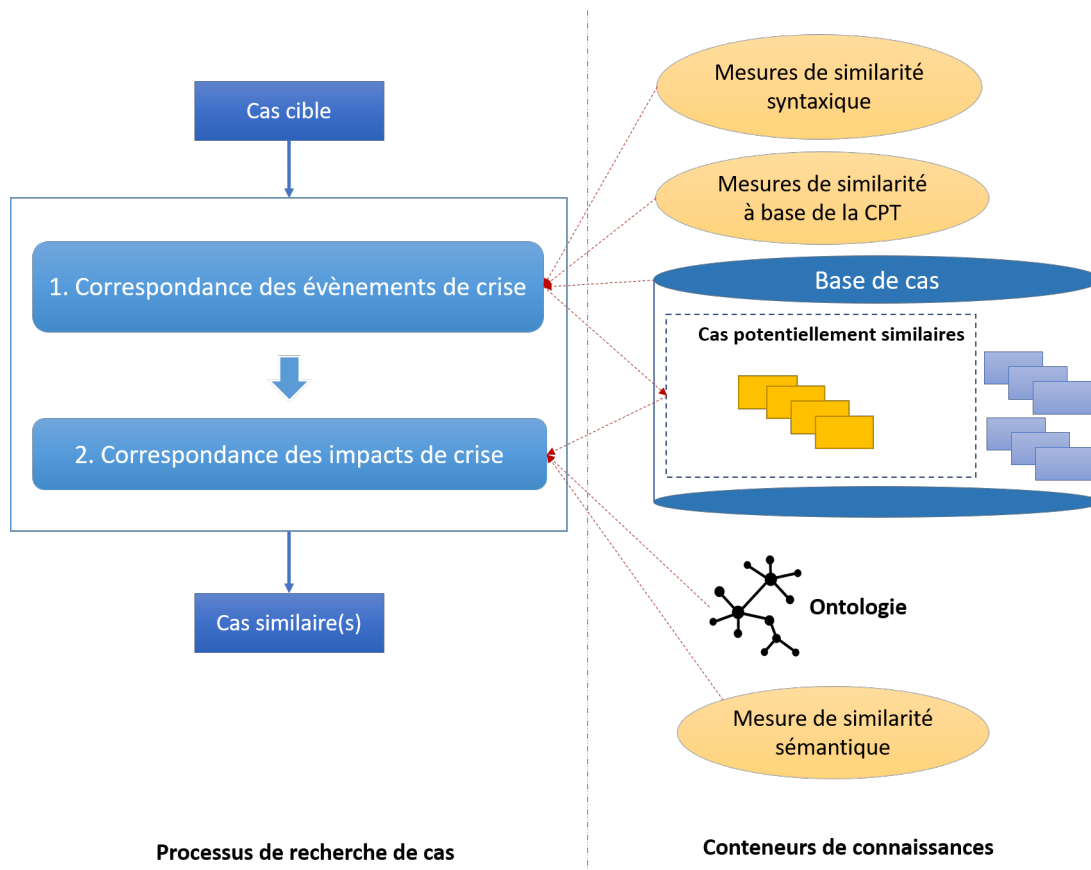 Cas cible
1. Correspondance des évènements de crise
2. Correspondance des impacts de crise
Cas similaire(s)
Processus de recherche de cas
Mesures de similarité
syntaxique
Mesures de similarité
à base de la CPT
Base de cas
Cas potentiellement similaires
Ontologie
Mesure de similarité
sémantique
Conteneurs de connaissances